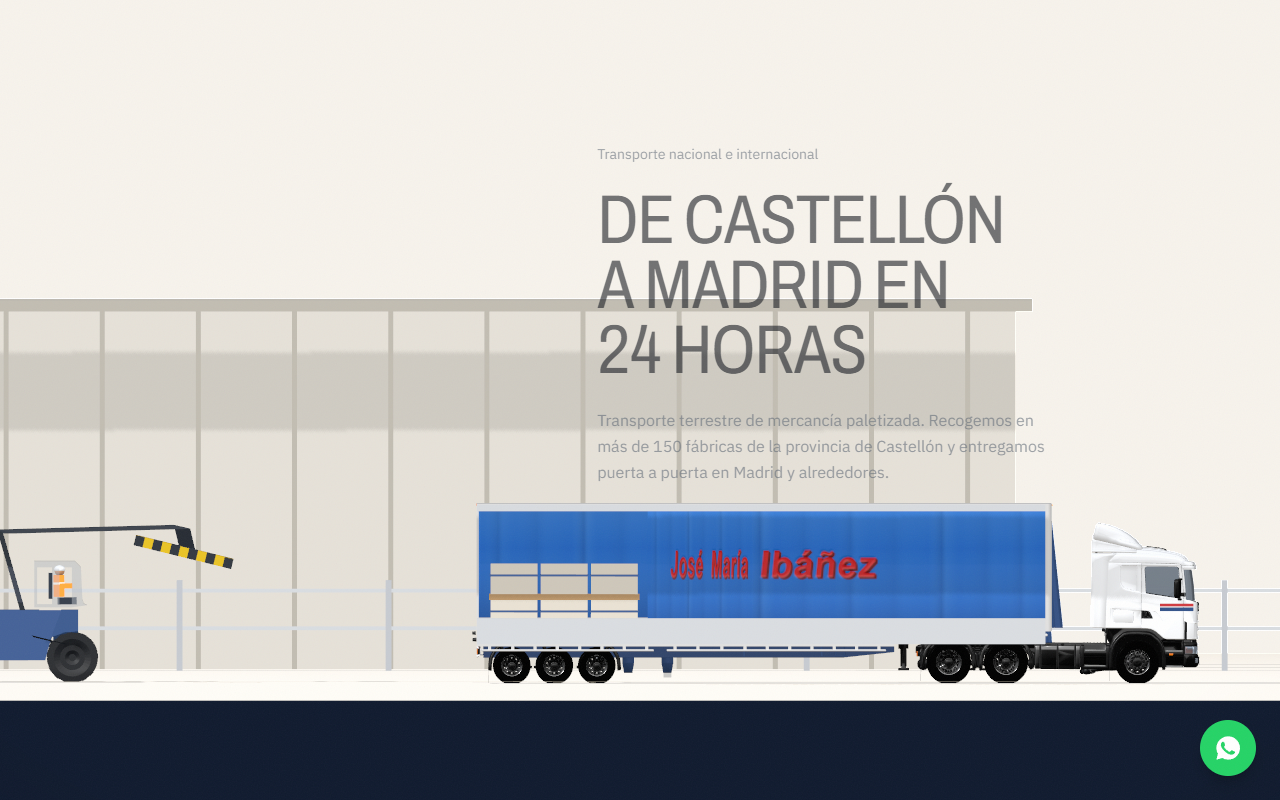 Transporte nacional e internacional
DE CASTELLÓN
A MADRID EN
24 HORAS
Transporte terrestre de mercancía paletizada. Recogemos en
más de 150 fábricas de la provincia de Castellón y entregamos
puerta a puerta en Madrid y alrededores.
José María Ibáñez